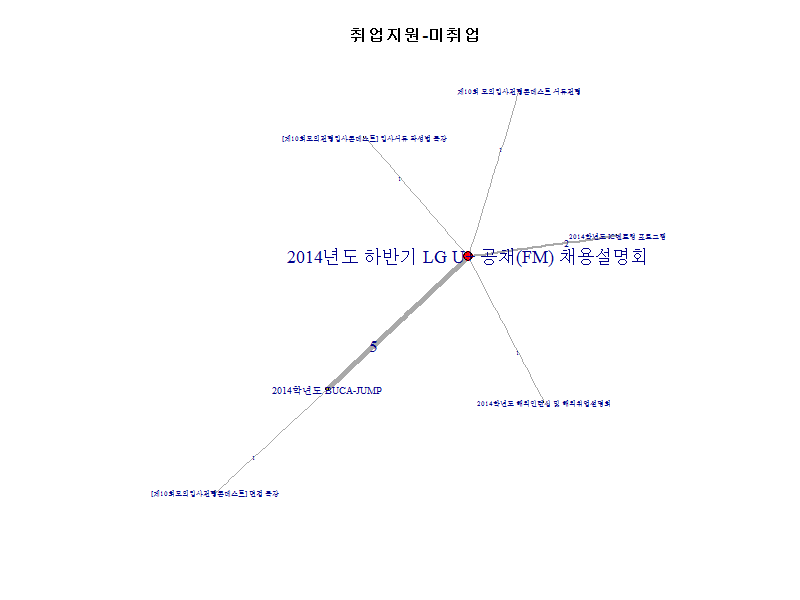 취업지원-미취업
제10회 모의입사전형콘테스트 서류전형
1
[제10회모의전형입사콘테스트] 입사서류 작성법 특강
1
2014학년도 멘토링 프로그램
2
2014년도 하반기 LG U+ 공채(FM) 채용설명회
5
1
2014학년도 BUCA-JUMP
2014학년도 해외인턴십 및 해외취업설명회
1
[제10회모의입사전형콘테스트] 면접 특강